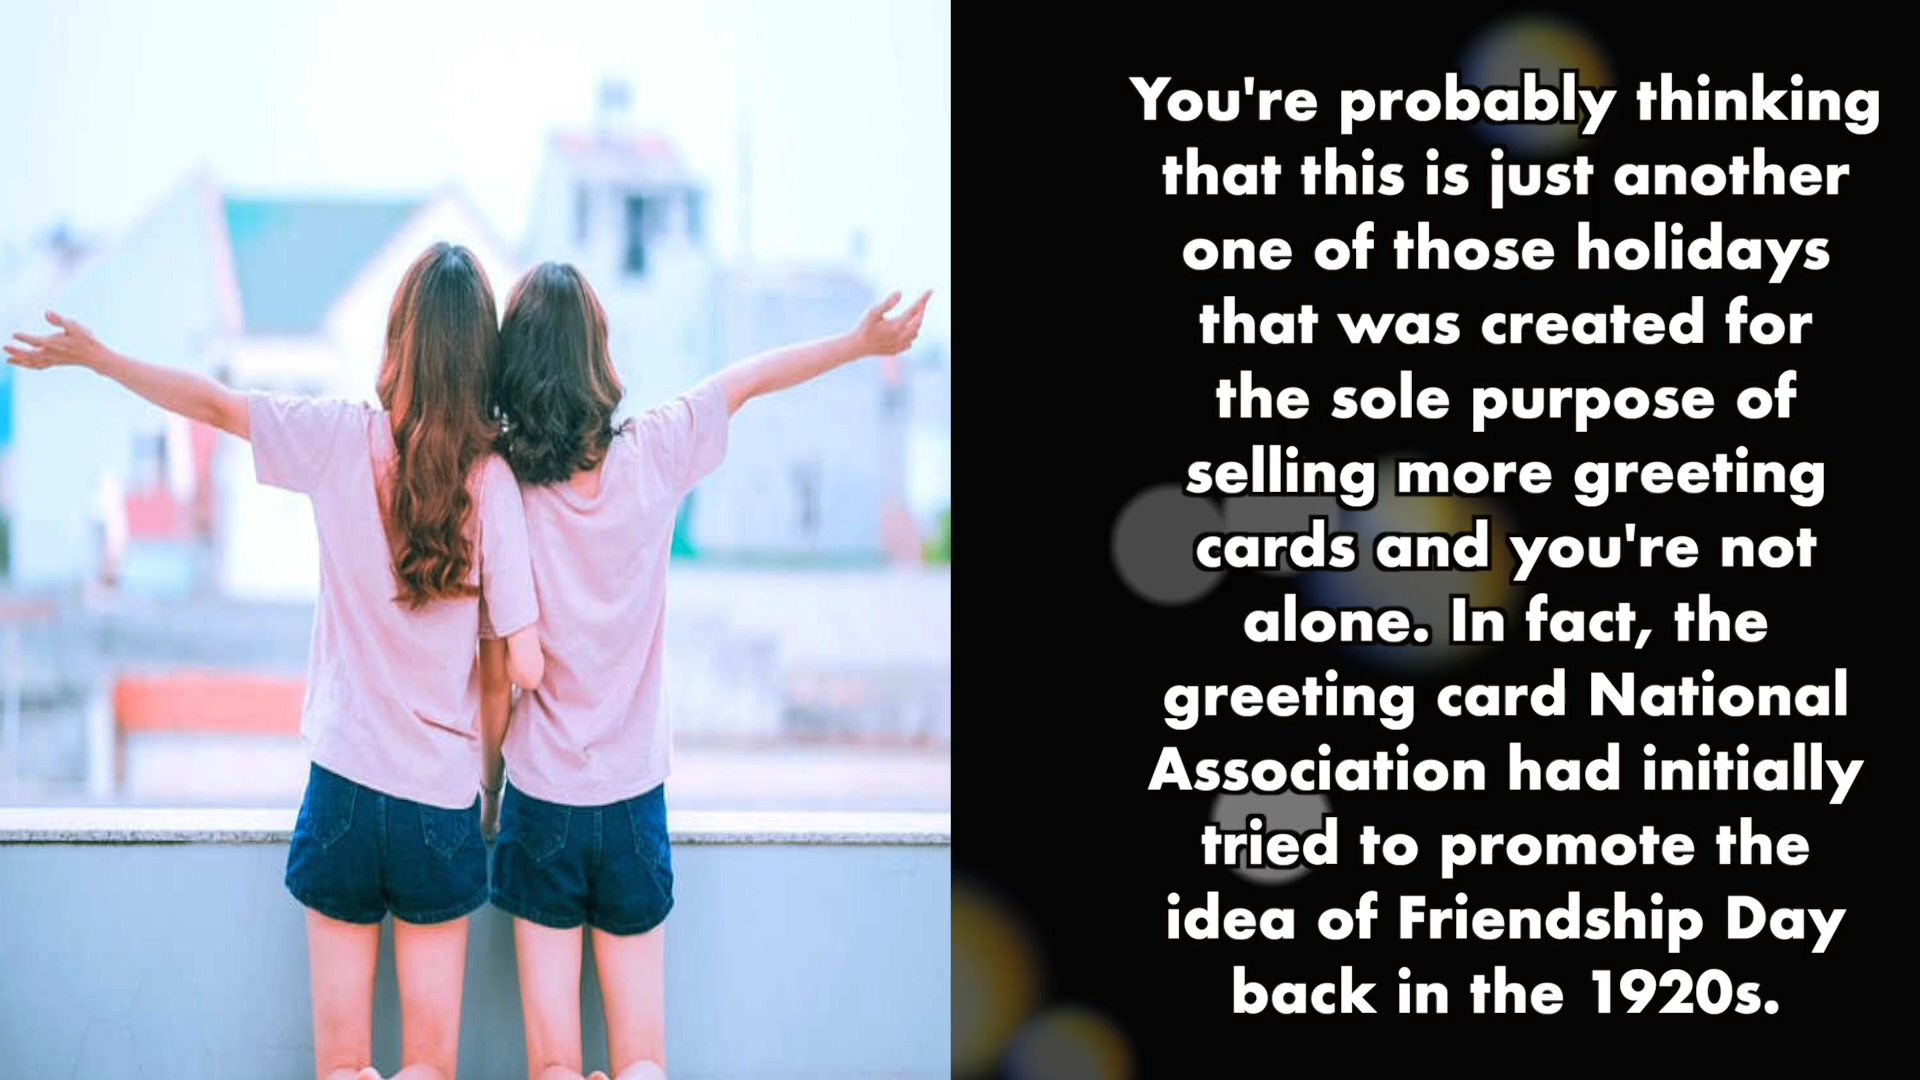 You're probably thinking
that this is just another
one of those holidays
that was created for
the sole purpose of
selling more greeting
cards and you're not
alone. In fact, the
greeting card National
Association had initially
tried to promote the
idea of Friendship Day
back in the 1920s.